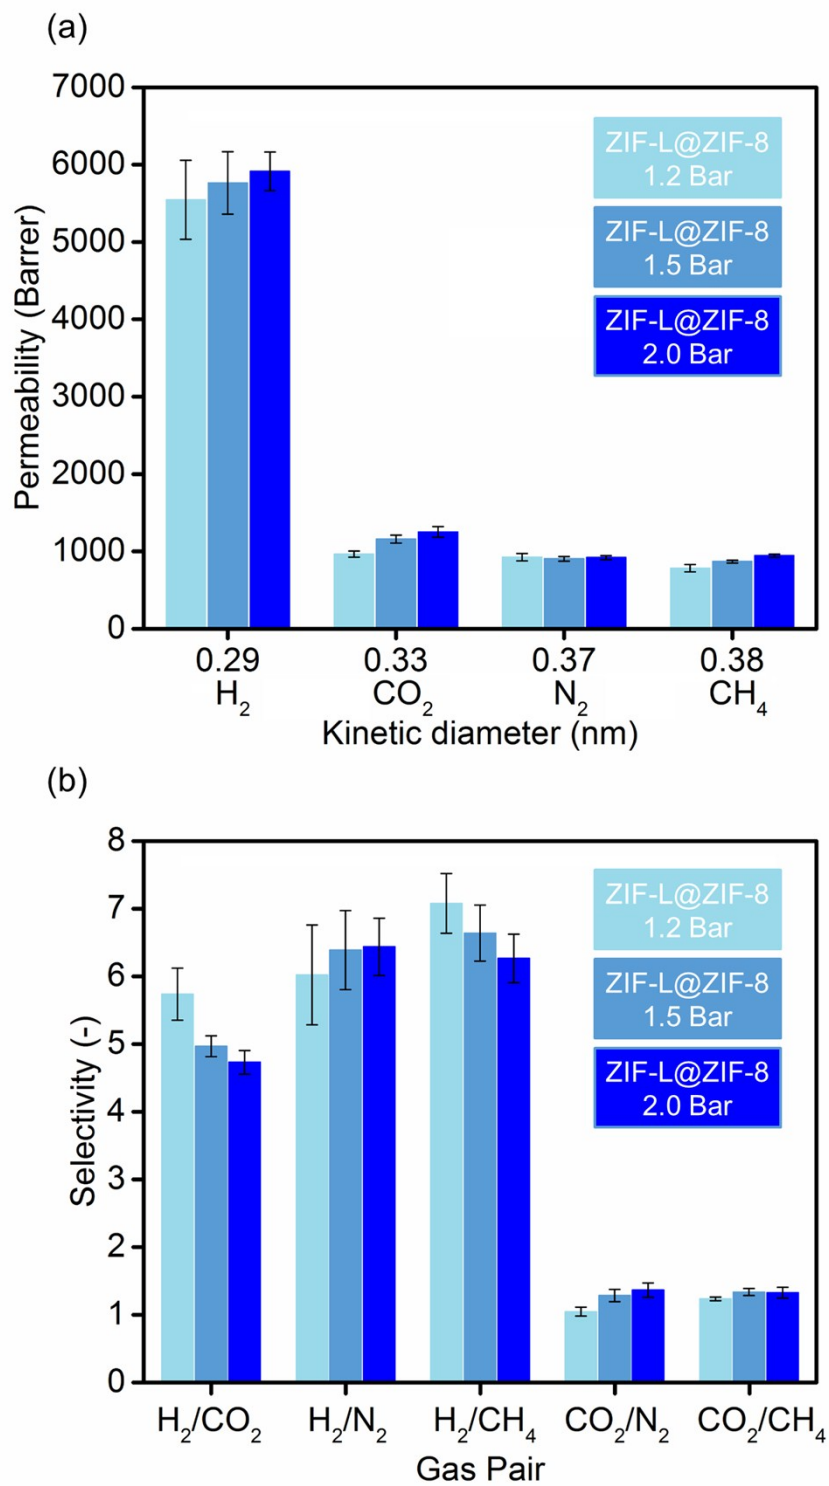 (a)
7000
6000
5000
4000
3000
2000
1000
0
Permeability (Barrer)
ZIF-L@ZIF-8
1.2 Bar
ZIF-L@ZIF-8
1.5 Bar
ZIF-L@ZIF-8
2.0 Bar
0.29 0.33 0.37 0.38
H₂ CO₂ N₂ CH₄
Kinetic diameter (nm)
(b)
8
7
6
5
4
3
2
1
0
Selectivity (-)
ZIF-L@ZIF-8
1.2 Bar
ZIF-L@ZIF-8
1.5 Bar
ZIF-L@ZIF-8
2.0 Bar
H₂/CO₂ H₂/N₂ H₂/CH₄ CO₂/N₂ CO₂/CH₄
Gas Pair